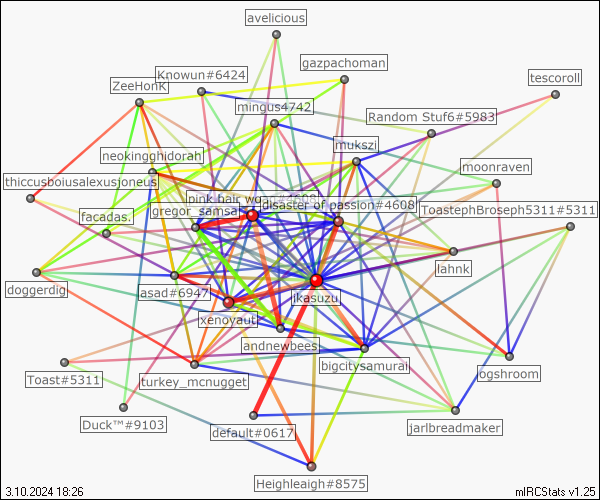 avelicious
gazpachoman
Knowun#6424
tescoroll
ZeeHonK
mingus4742
Random Stuf6#5983
mukszi
neokingghidorah
moonraven
thiccusboiusalexusjoneus
pink hair
disaster of passion#4608
ToastephBroseph5311#5311
facadas.
gregor_samsa
lahnk
doggerdig
asad#6947
jkasuzu
xenoyaut
andnewbees
bigcitysamurai
ogshroom
Toast#5311
turkey_mcnugget
Duck™#9103
default#0617
jarlbreadmaker
Heighleaigh#8575
3.10.2024 18:26
mIRCStats v1.25